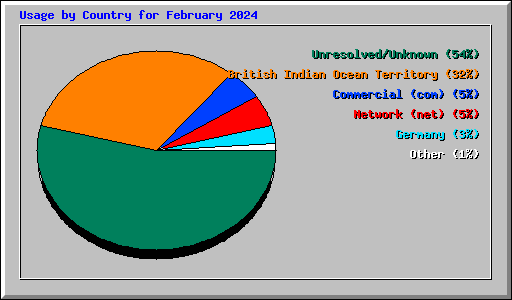 Usage by Country for February 2024
Unresolved/Unknown (54%)
British Indian Ocean Territory (32%)
Commercial (com) (5%)
Network (net) (5%)
Germany (3%)
Other (1%)